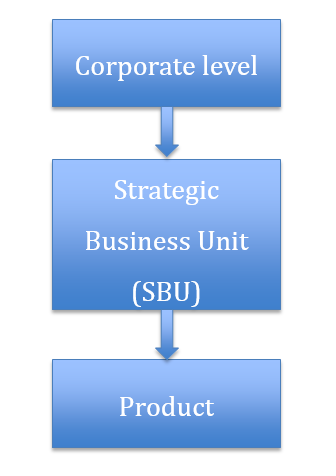 Corporate level
Strategic
Business Unit
(SBU)
Product